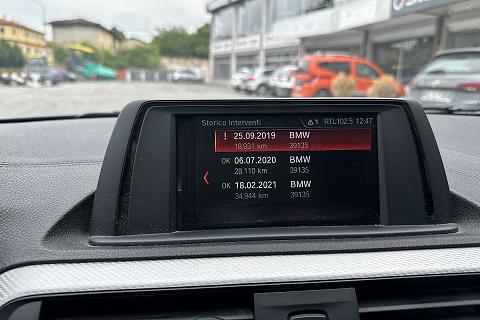 Storico interventi ⚠1 RTL102.5 12:47
! 25.09.2019 BMW
18.931 km 39135
OK 06.07.2020 BMW
28.110 km 39135
OK 18.02.2021 BMW
34.944 km 39135